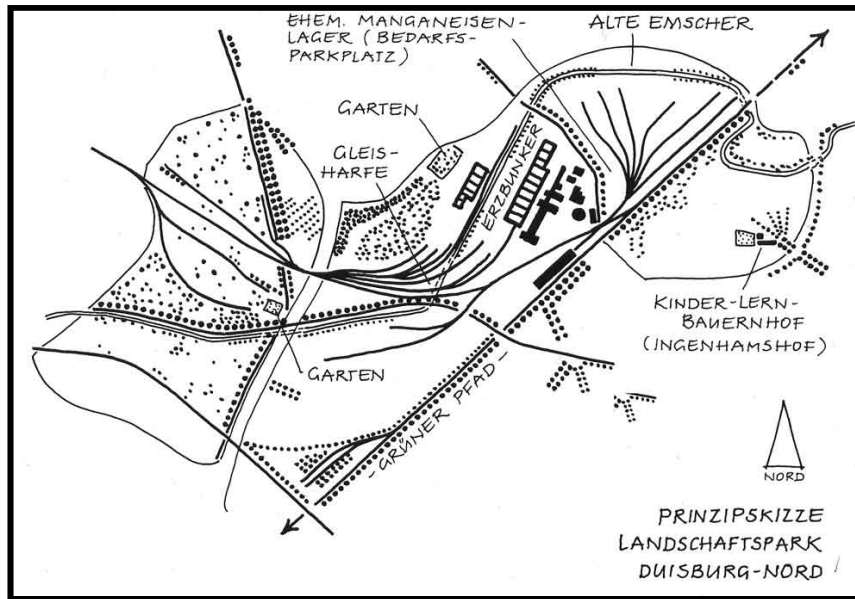 EHEM. MANGANEISEN-
LAGER (BEDARFS-
PARKPLATZ)
ALTE EMSCHER
GARTEN
GLEIS-
HARFE
ERZBUNKER
KINDER-LERN-
BAUERNHOF
(INGENHAMSHOF)
GARTEN
-GRÜNER PFAD-
NORD
PRINZIPSKIZZE
LANDSCHAFTSPARK
DUISBURG-NORD